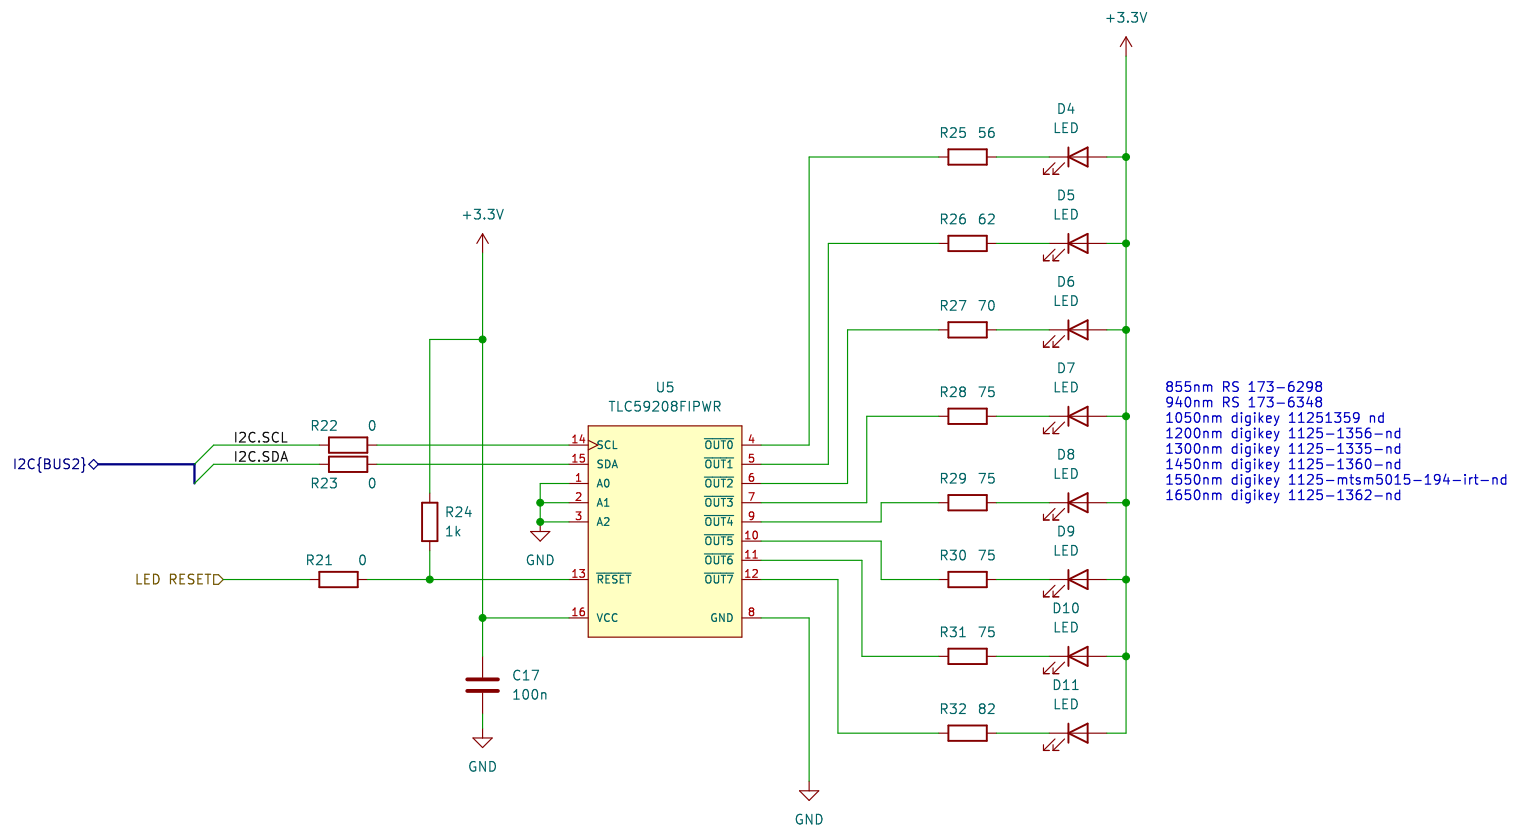 +3.3V
D4
LED
R25 56
D5
LED
R26 62
+3.3V
D6
LED
R27 70
D7
LED
R28 75
U5
TLC59208FIPWR
855nm RS 173-6298
940nm RS 173-6348
1050nm digikey 11251359 nd
1200nm digikey 1125-1356-nd
1300nm digikey 1125-1335-nd
1450nm digikey 1125-1360-nd
1550nm digikey 1125-mtsm5015-194-irt-nd
1650nm digikey 1125-1362-nd
R22 0
I2C.SCL
I2C{BUS2}
I2C.SDA
R23 0
14 SCL
15 SDA
1 A0
2 A1
3 A2
13 RESET
16 VCC
OUT0 4
OUT1 5
OUT2 6
OUT3 7
OUT4 9
OUT5 10
OUT6 11
OUT7 12
GND 8
D8
LED
R29 75
R24
1k
GND
D9
LED
R30 75
R21 0
LED RESET
D10
LED
R31 75
C17
100n
D11
LED
R32 82
GND
GND